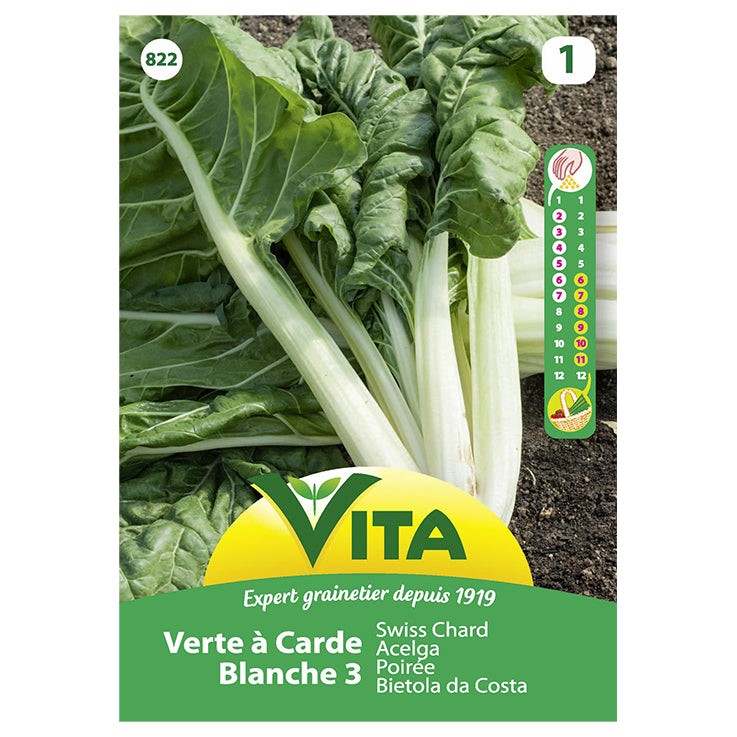 822
1
1 1
2 2
3 3
4 4
5 5
6 6
7 7
8 8
9 9
10 10
11 11
12 12
VITA
Expert grainetier depuis 1919
Verte à Carde
Blanche 3
Swiss Chard
Acelga
Poirée
Bietola da Costa